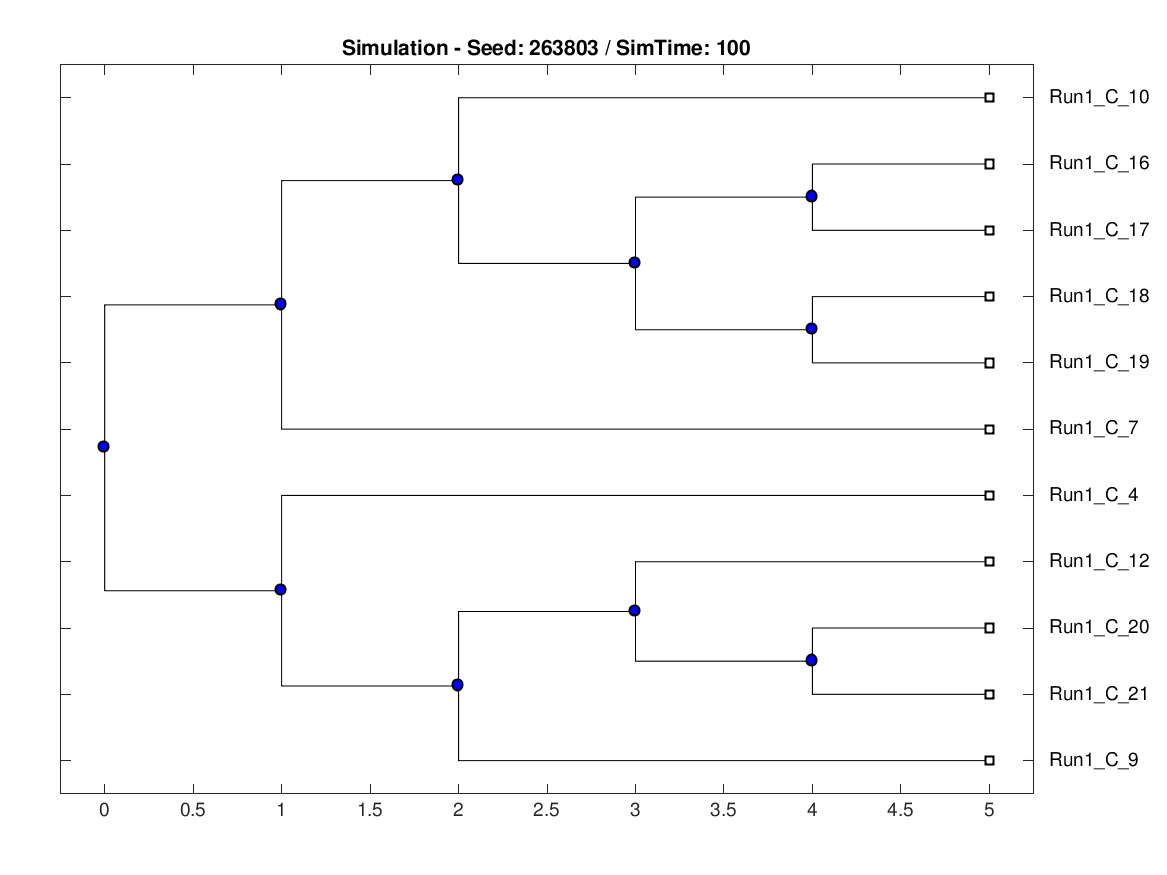 Simulation - Seed: 263803 / SimTime: 100
Run1_C_10
Run1_C_16
Run1_C_17
Run1_C_18
Run1_C_19
Run1_C_7
Run1_C_4
Run1_C_12
Run1_C_20
Run1_C_21
Run1_C_9
0 0.5 1 1.5 2 2.5 3 3.5 4 4.5 5